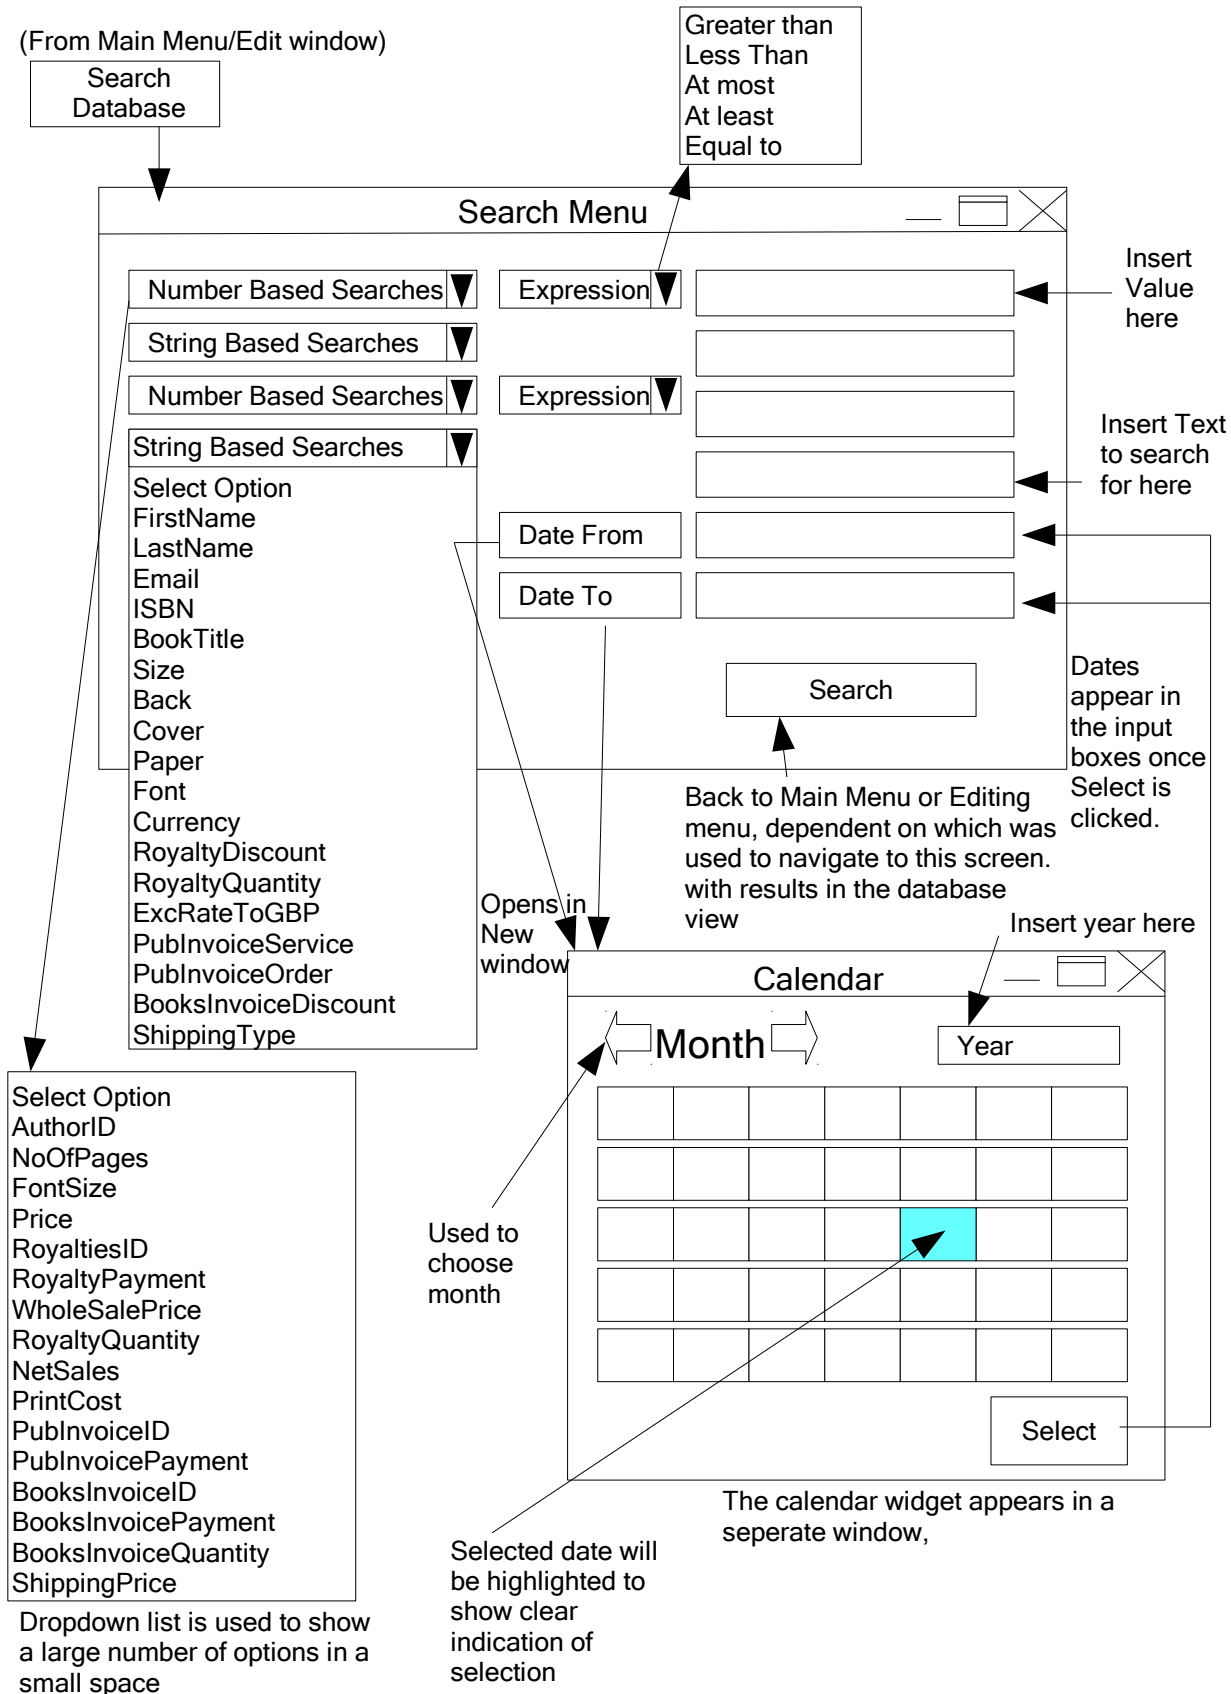 (From Main Menu/Edit window)
Search
Database
Greater than
Less Than
At most
At least
Equal to
Search Menu
Number Based Searches
Expression
Insert
Value
here
String Based Searches
Number Based Searches
Expression
Insert Text
to search
for here
String Based Searches
Select Option
FirstName
LastName
Email
ISBN
BookTitle
Size
Back
Cover
Paper
Font
Currency
RoyaltyDiscount
RoyaltyQuantity
ExcRateToGBP
PubInvoiceService
PubInvoiceOrder
BooksInvoiceDiscount
ShippingType
Date From
Date To
Search
Dates
appear in
the input
boxes once
Select is
clicked.
Back to Main Menu or Editing
menu, dependent on which was
used to navigate to this screen.
with results in the database
view
Opens in
New
window
Insert year here
Calendar
Month
Year
Select Option
AuthorID
NoOfPages
FontSize
Price
RoyaltiesID
RoyaltyPayment
WholeSalePrice
RoyaltyQuantity
NetSales
PrintCost
PubInvoiceID
PubInvoicePayment
BooksInvoiceID
BooksInvoicePayment
BooksInvoiceQuantity
ShippingPrice
Used to
choose
month
Select
The calendar widget appears in a
seperate window,
Selected date will
be highlighted to
show clear
indication of
selection
Dropdown list is used to show
a large number of options in a
small space